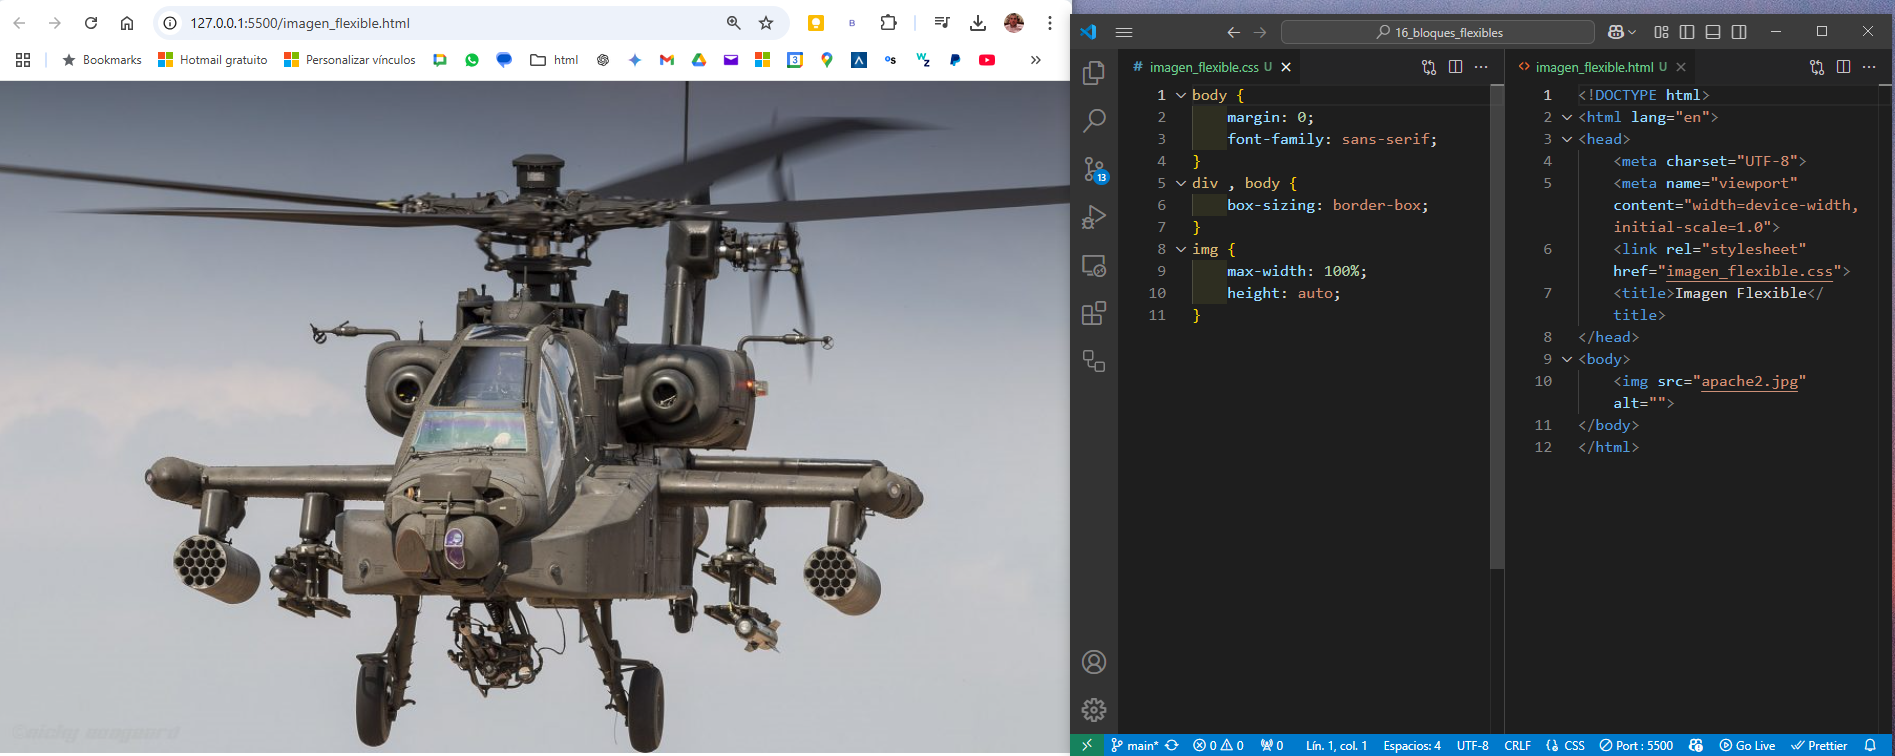 127.0.0.1:5500/imagen_flexible.html
Bookmarks
Hotmail gratuito
Personalizar vínculos
html
16_bloques_flexibles
imagen_flexible.css U
1 body {
2 margin: 0;
3 font-family: sans-serif;
4 }
5 div , body {
6 box-sizing: border-box;
7 }
8 img {
9 max-width: 100%;
10 height: auto;
11 }
imagen_flexible.html U
1 <!DOCTYPE html>
2 <html lang="en">
3 <head>
4 <meta charset="UTF-8">
5 <meta name="viewport"
content="width=device-width,
initial-scale=1.0">
6 <link rel="stylesheet"
href="imagen_flexible.css">
7 <title>Imagen Flexible</
title>
8 </head>
9 <body>
10 <img src="apache2.jpg"
alt="">
11 </body>
12 </html>
13
main* 0 0 0 Lín. 1, col. 1 Espacios: 4 UTF-8 CRLF CSS Port : 5500 Go Live Prettier